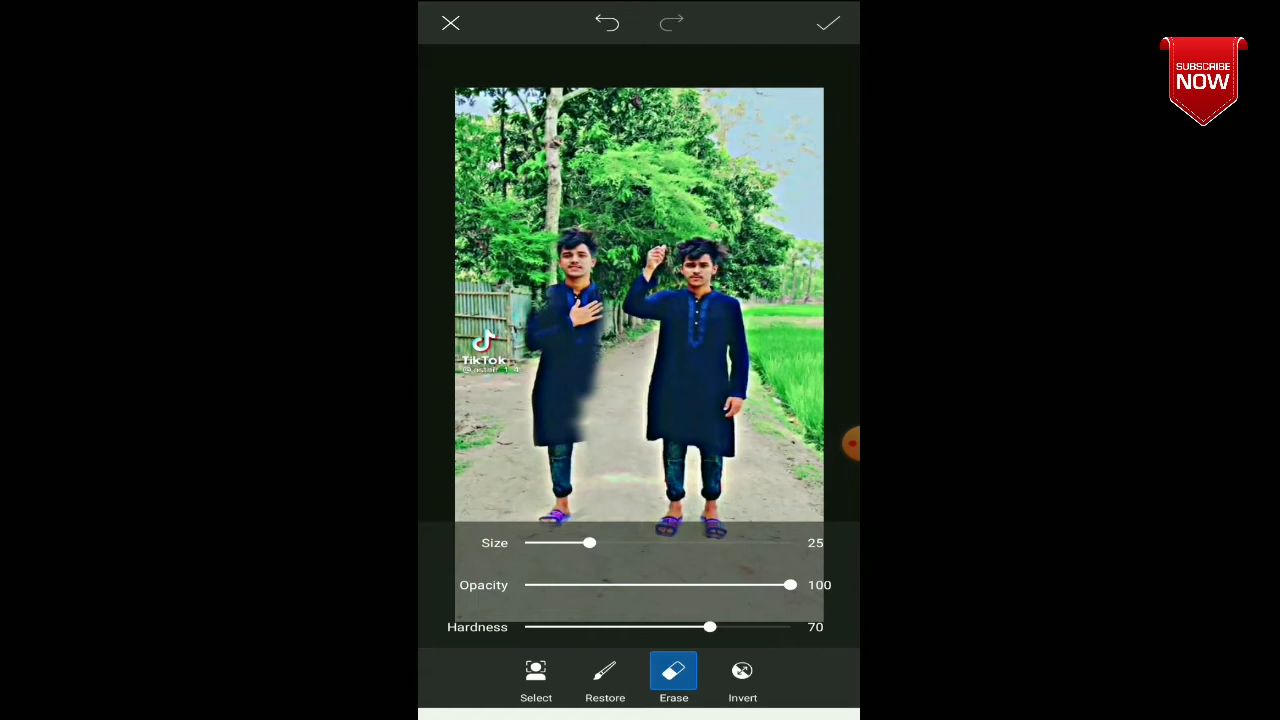 SUBSCRIBE
NOW
TikTok
Size 25
Opacity 100
Hardness 70
Select Restore Erase Invert